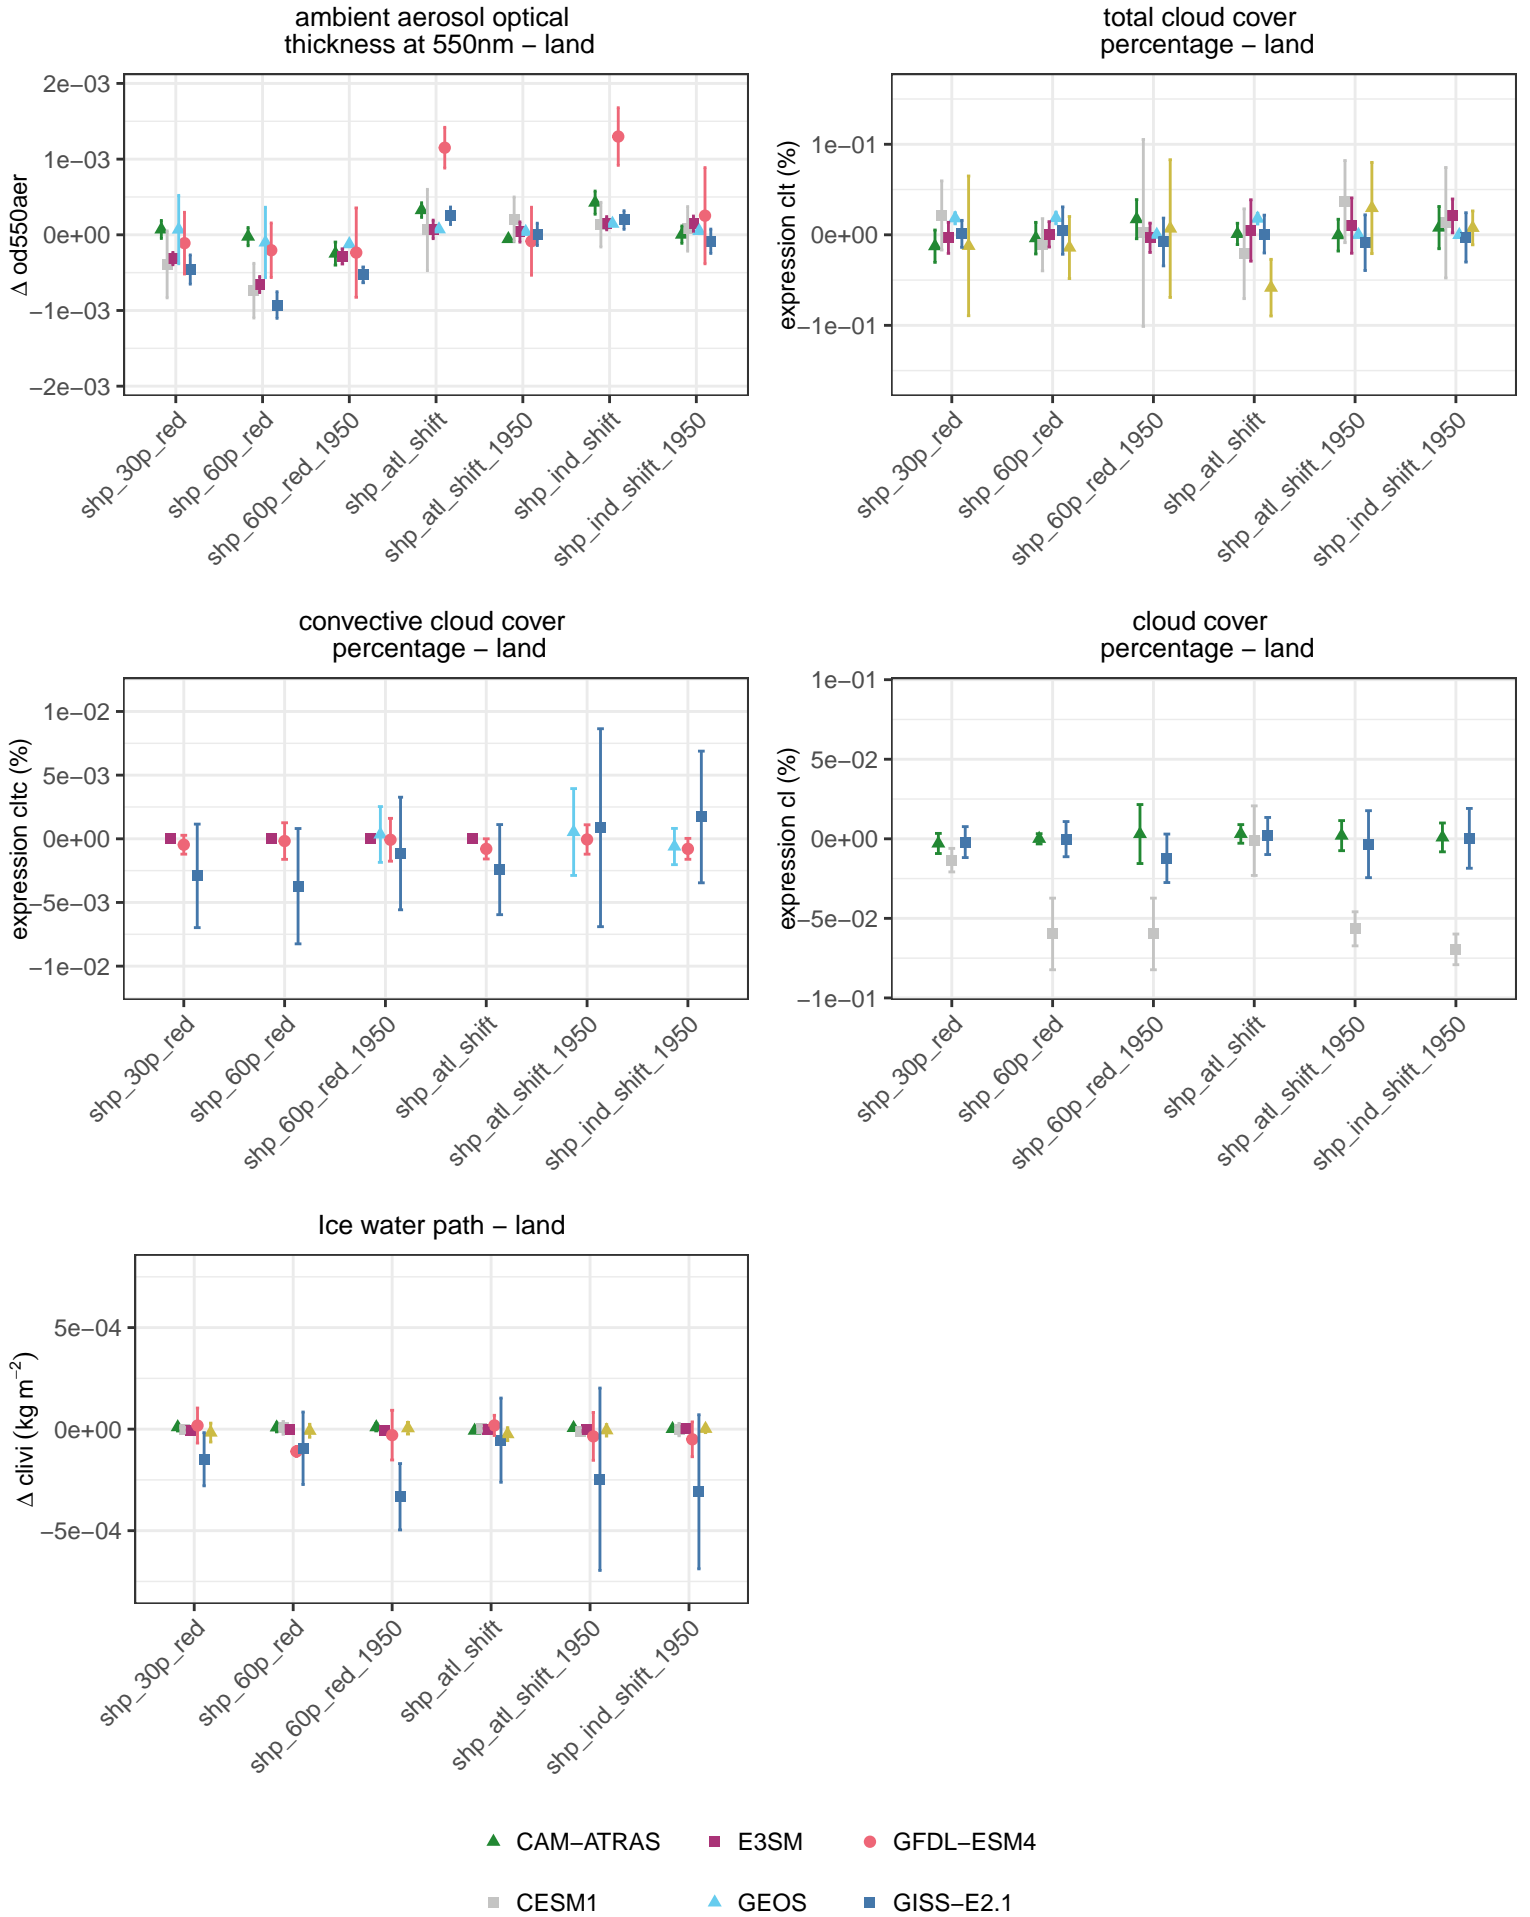 ambient aerosol optical
thickness at 550nm − land
2e−03
1e−03
0e+00
−1e−03
−2e−03
Δ od550aer
shp_30p_red
shp_60p_red
shp_60p_red_1950
shp_atl_shift
shp_atl_shift_1950
shp_ind_shift
shp_ind_shift_1950
total cloud cover
percentage − land
1e−01
0e+00
−1e−01
expression clt (%)
shp_30p_red
shp_60p_red
shp_60p_red_1950
shp_atl_shift
shp_atl_shift_1950
shp_ind_shift_1950
convective cloud cover
percentage − land
1e−02
5e−03
0e+00
−5e−03
−1e−02
expression cltc (%)
shp_30p_red
shp_60p_red
shp_60p_red_1950
shp_atl_shift
shp_atl_shift_1950
shp_ind_shift_1950
cloud cover
percentage − land
1e−01
5e−02
0e+00
−5e−02
−1e−01
expression cl (%)
shp_30p_red
shp_60p_red
shp_60p_red_1950
shp_atl_shift
shp_atl_shift_1950
shp_ind_shift_1950
Ice water path − land
5e−04
0e+00
−5e−04
Δ clivi (kg m⁻²)
shp_30p_red
shp_60p_red
shp_60p_red_1950
shp_atl_shift
shp_atl_shift_1950
shp_ind_shift_1950
CAM−ATRAS
E3SM
GFDL−ESM4
CESM1
GEOS
GISS−E2.1